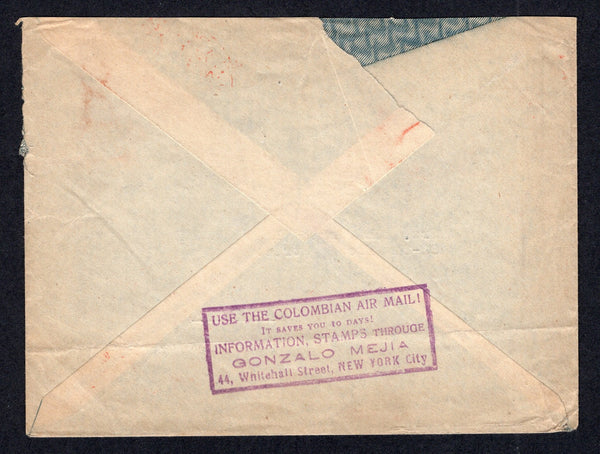 USE THE COLOMBIAN AIR MAIL!
IT SAVES YOU 10 DAYS!
INFORMATION, STAMPS THROUGE
GONZALO MEJIA
44, Whitehall Street, NEW YORK City